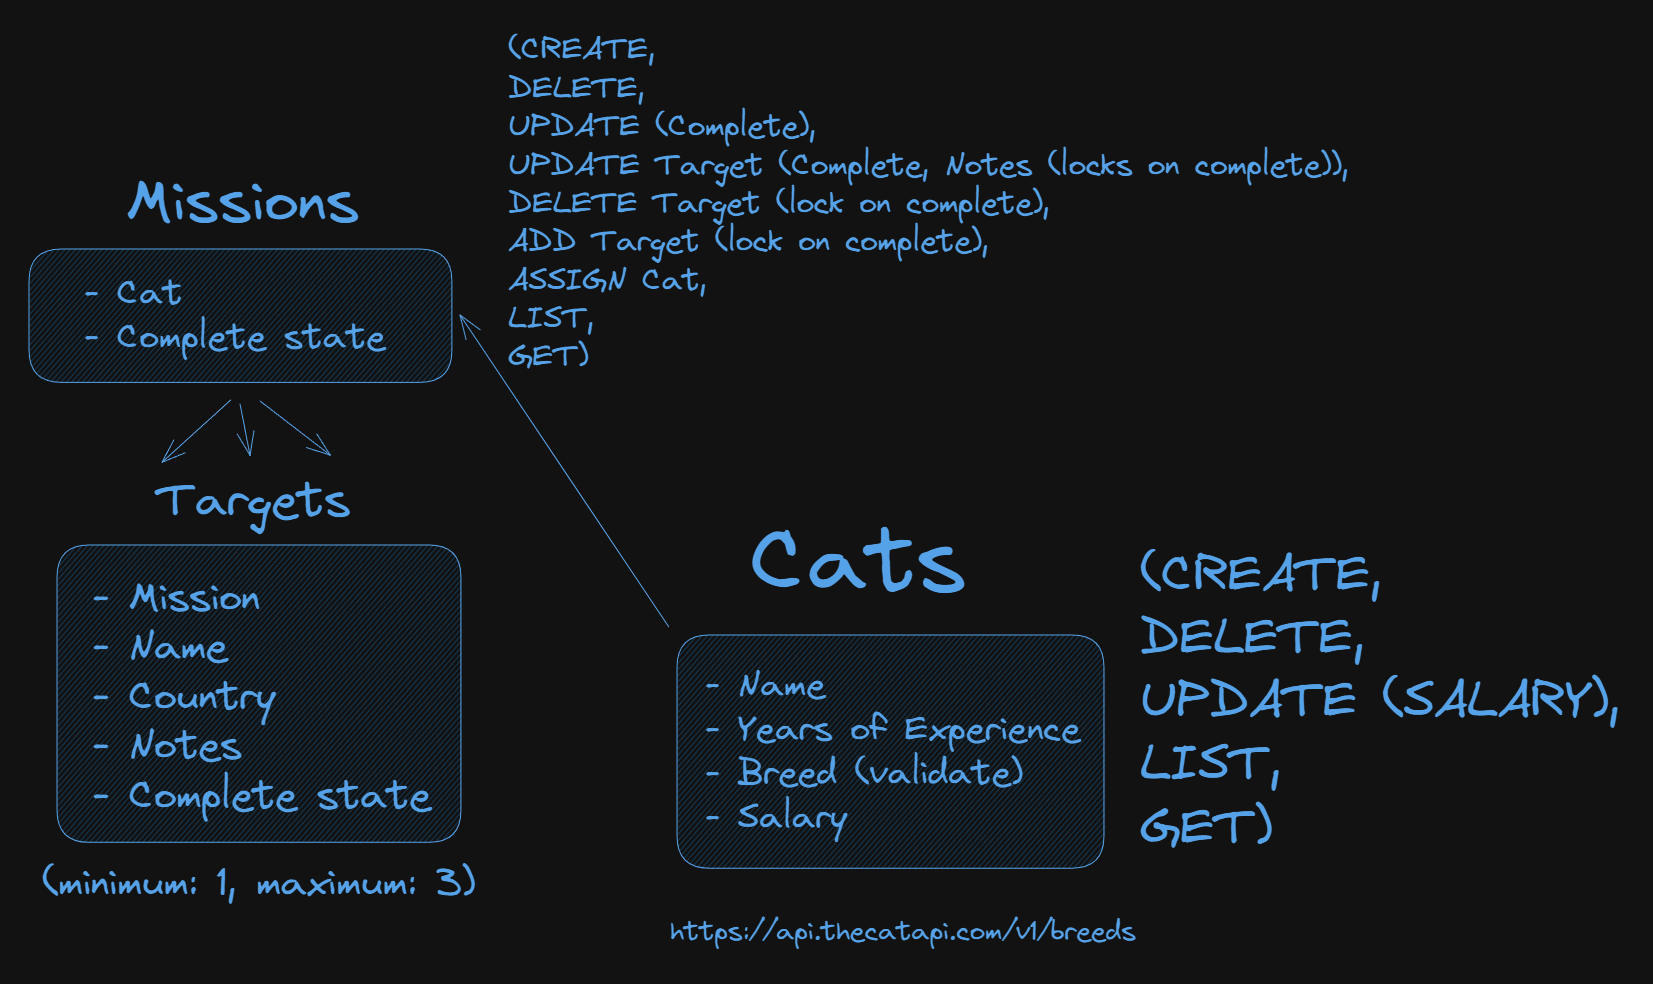 (CREATE,
DELETE,
UPDATE (Complete),
UPDATE Target (Complete, Notes (locks on complete)),
DELETE Target (lock on complete),
ADD Target (lock on complete),
ASSIGN Cat,
LIST,
GET)
Missions
- Cat
- Complete state
Targets
- Mission
- Name
- Country
- Notes
- Complete state
(minimum: 1, maximum: 3)
Cats
- Name
- Years of Experience
- Breed (validate)
- Salary
https://api.thecatapi.com/v1/breeds
(CREATE,
DELETE,
UPDATE (SALARY),
LIST,
GET)